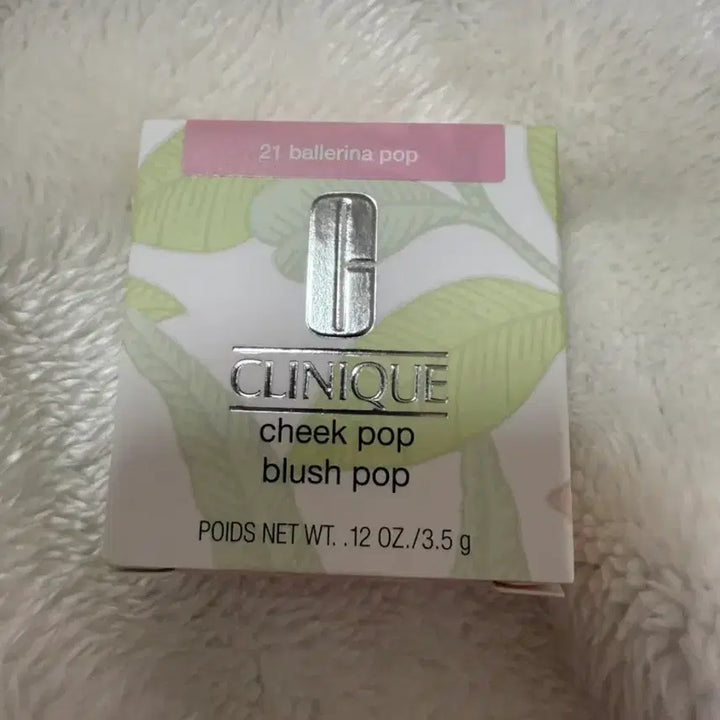 21 ballerina pop
C
CLINIQUE
cheek pop
blush pop
POIDS NET WT. .12 OZ./3.5 g